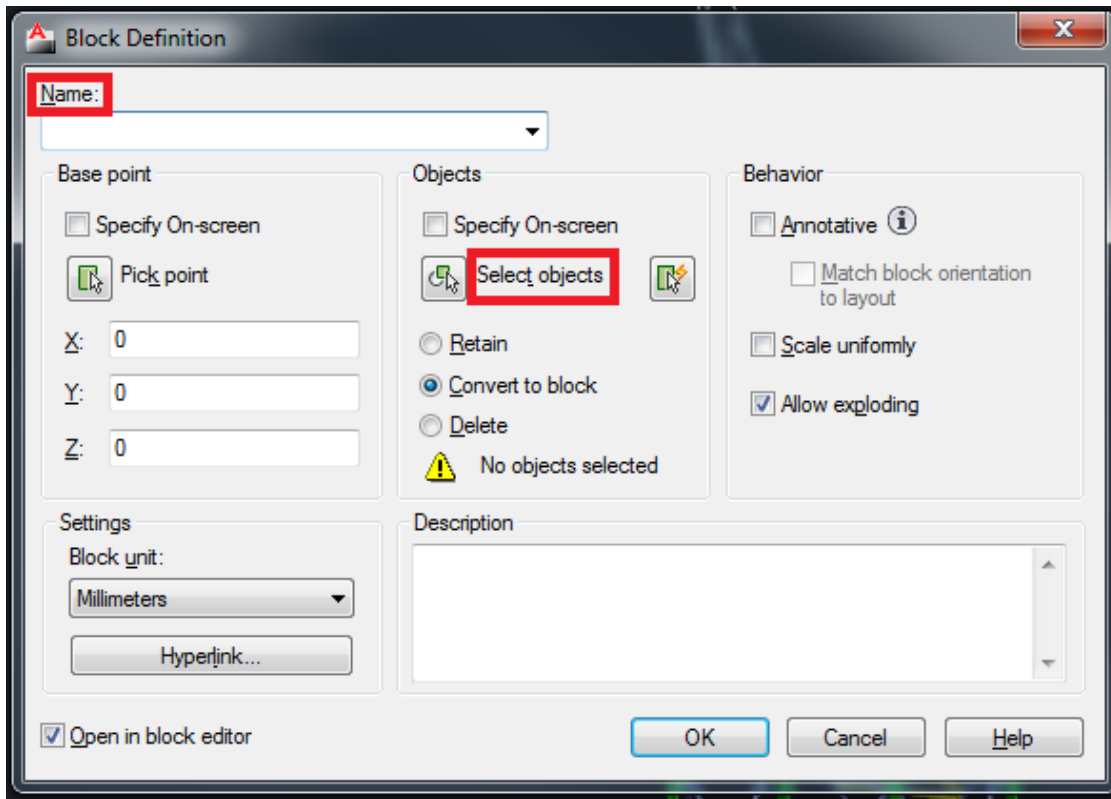 Block Definition
Name:
Base point
Specify On-screen
Pick point
X: 0
Y: 0
Z: 0
Objects
Specify On-screen
Select objects
Retain
Convert to block
Delete
No objects selected
Behavior
Annotative
Match block orientation
to layout
Scale uniformly
Allow exploding
Settings
Block unit:
Millimeters
Hyperlink...
Description
Open in block editor
OK Cancel Help